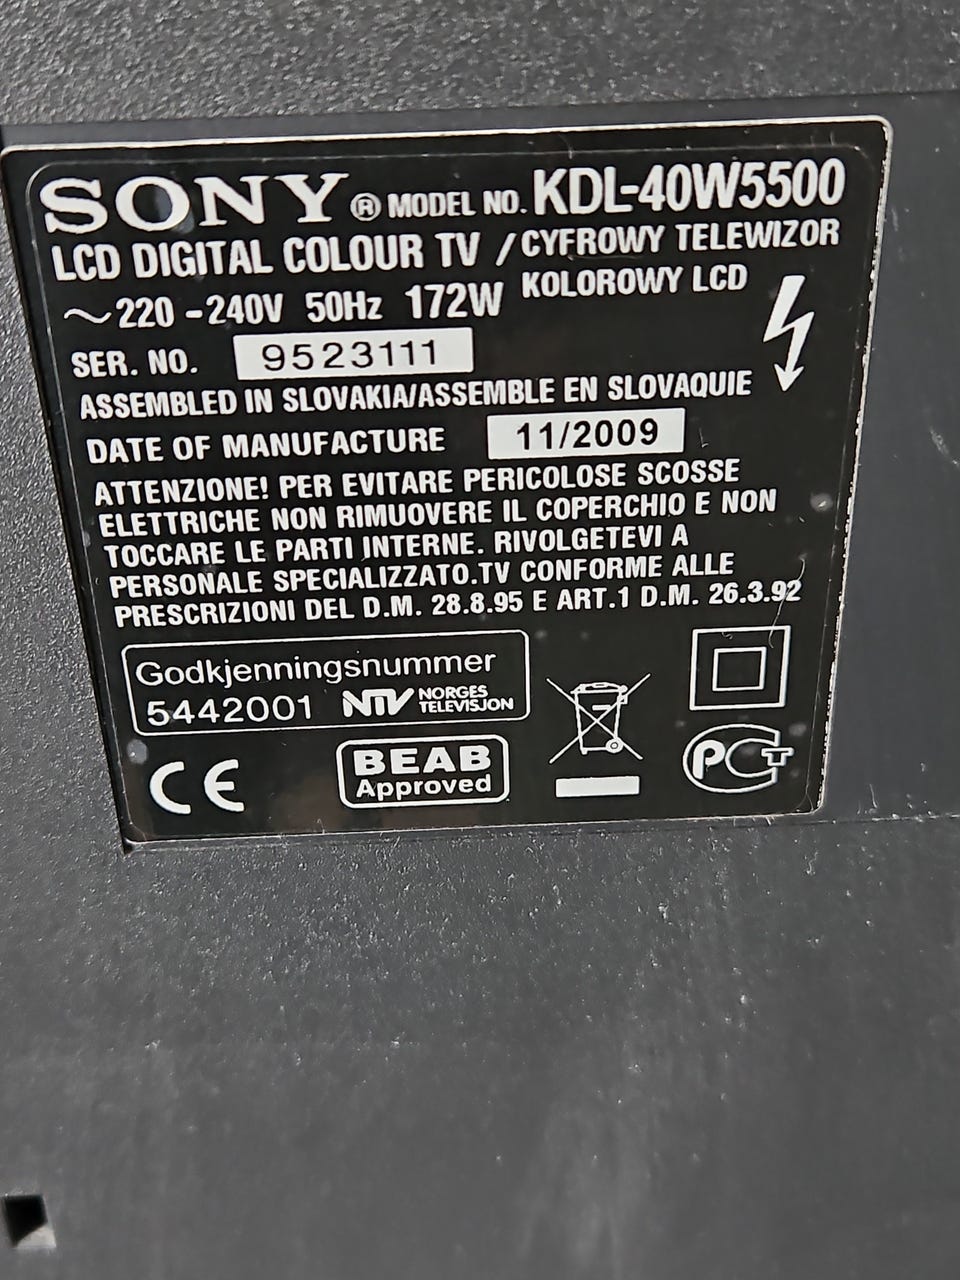 SONY® MODEL NO. KDL-40W5500
LCD DIGITAL COLOUR TV / CYFROWY TELEWIZOR
KOLOROWY LCD
~220 -240V 50Hz 172W
SER. NO. 9523111
ASSEMBLED IN SLOVAKIA/ASSEMBLE EN SLOVAQUIE
DATE OF MANUFACTURE 11/2009
ATTENZIONE! PER EVITARE PERICOLOSE SCOSSE
ELETTRICHE NON RIMUOVERE IL COPERCHIO E NON
TOCCARE LE PARTI INTERNE. RIVOLGETEVI A
PERSONALE SPECIALIZZATO.TV CONFORME ALLE
PRESCRIZIONI DEL D.M. 28.8.95 E ART.1 D.M. 26.3.92
Godkjenningsnummer
5442001 NTV NORGES
TELEVISJON
CE
BEAB
Approved
PCT